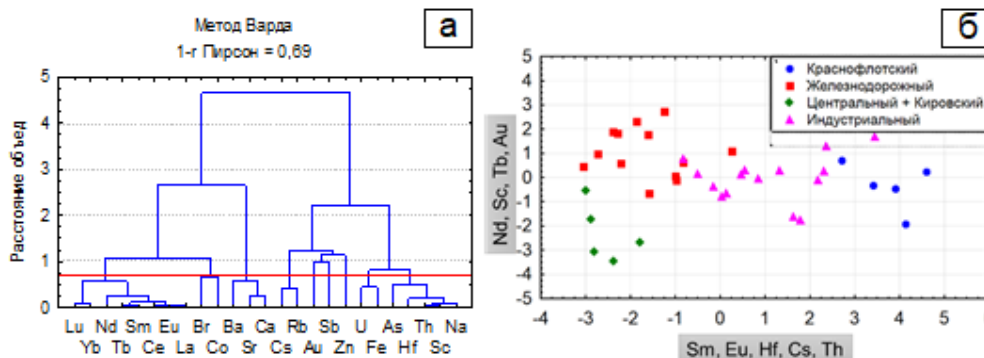 а
Метод Варда
1-r Пирсон = 0,69
Расстояние объед
5
4
3
2
1
0
Lu Nd Sm Eu Br Ba Ca Rb Sb U As Th Na
Yb Tb Ce La Co Sr Cs Au Zn Fe Hf Sc
б
Краснофлотский
Железнодорожный
Центральный + Кировский
Индустриальный
Nd, Sc, Tb, Au
5
4
3
2
1
0
-1
-2
-3
-4
-5
-4 -3 -2 -1 0 1 2 3 4 5
Sm, Eu, Hf, Cs, Th